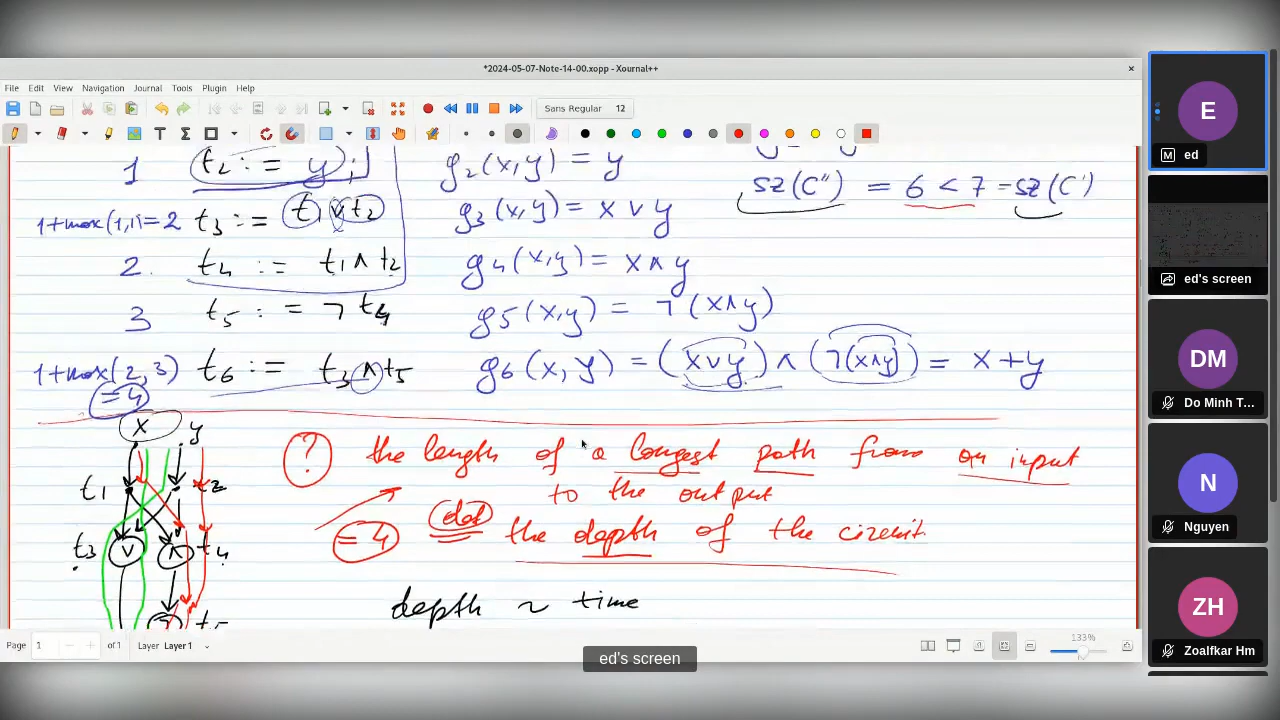 *2024-05-07-Note-14-00.xopp - Xournal++
File Edit View Navigation Journal Tools Plugin Help
Sans Regular 12
1 t2 := y; g2(x,y) = y
sz(C'') = 6 < 7 = sz(C')
1+max(1,1)=2 t3 := t1 ∨ t2 g3(x,y) = x ∨ y
2. t4 := t1 ∧ t2 g4(x,y) = x ∧ y
3 t5 := ¬ t4 g5(x,y) = ¬(x∧y)
1+max(2,3) t6 := t3 ∧ t5 g6(x,y) = (x∨y) ∧ (¬(x∧y)) = x+y
=4
x y
? the length of a longest path from an input
to the output
t1 t2
=4 def the depth of the circuit
t3 ∨ ∧ t4
depth ~ time
t5
Page 1 of 1 Layer Layer 1
133%
ed's screen
E
ed
ed's screen
DM
Do Minh T...
N
Nguyen
ZH
Zoalfkar Hm